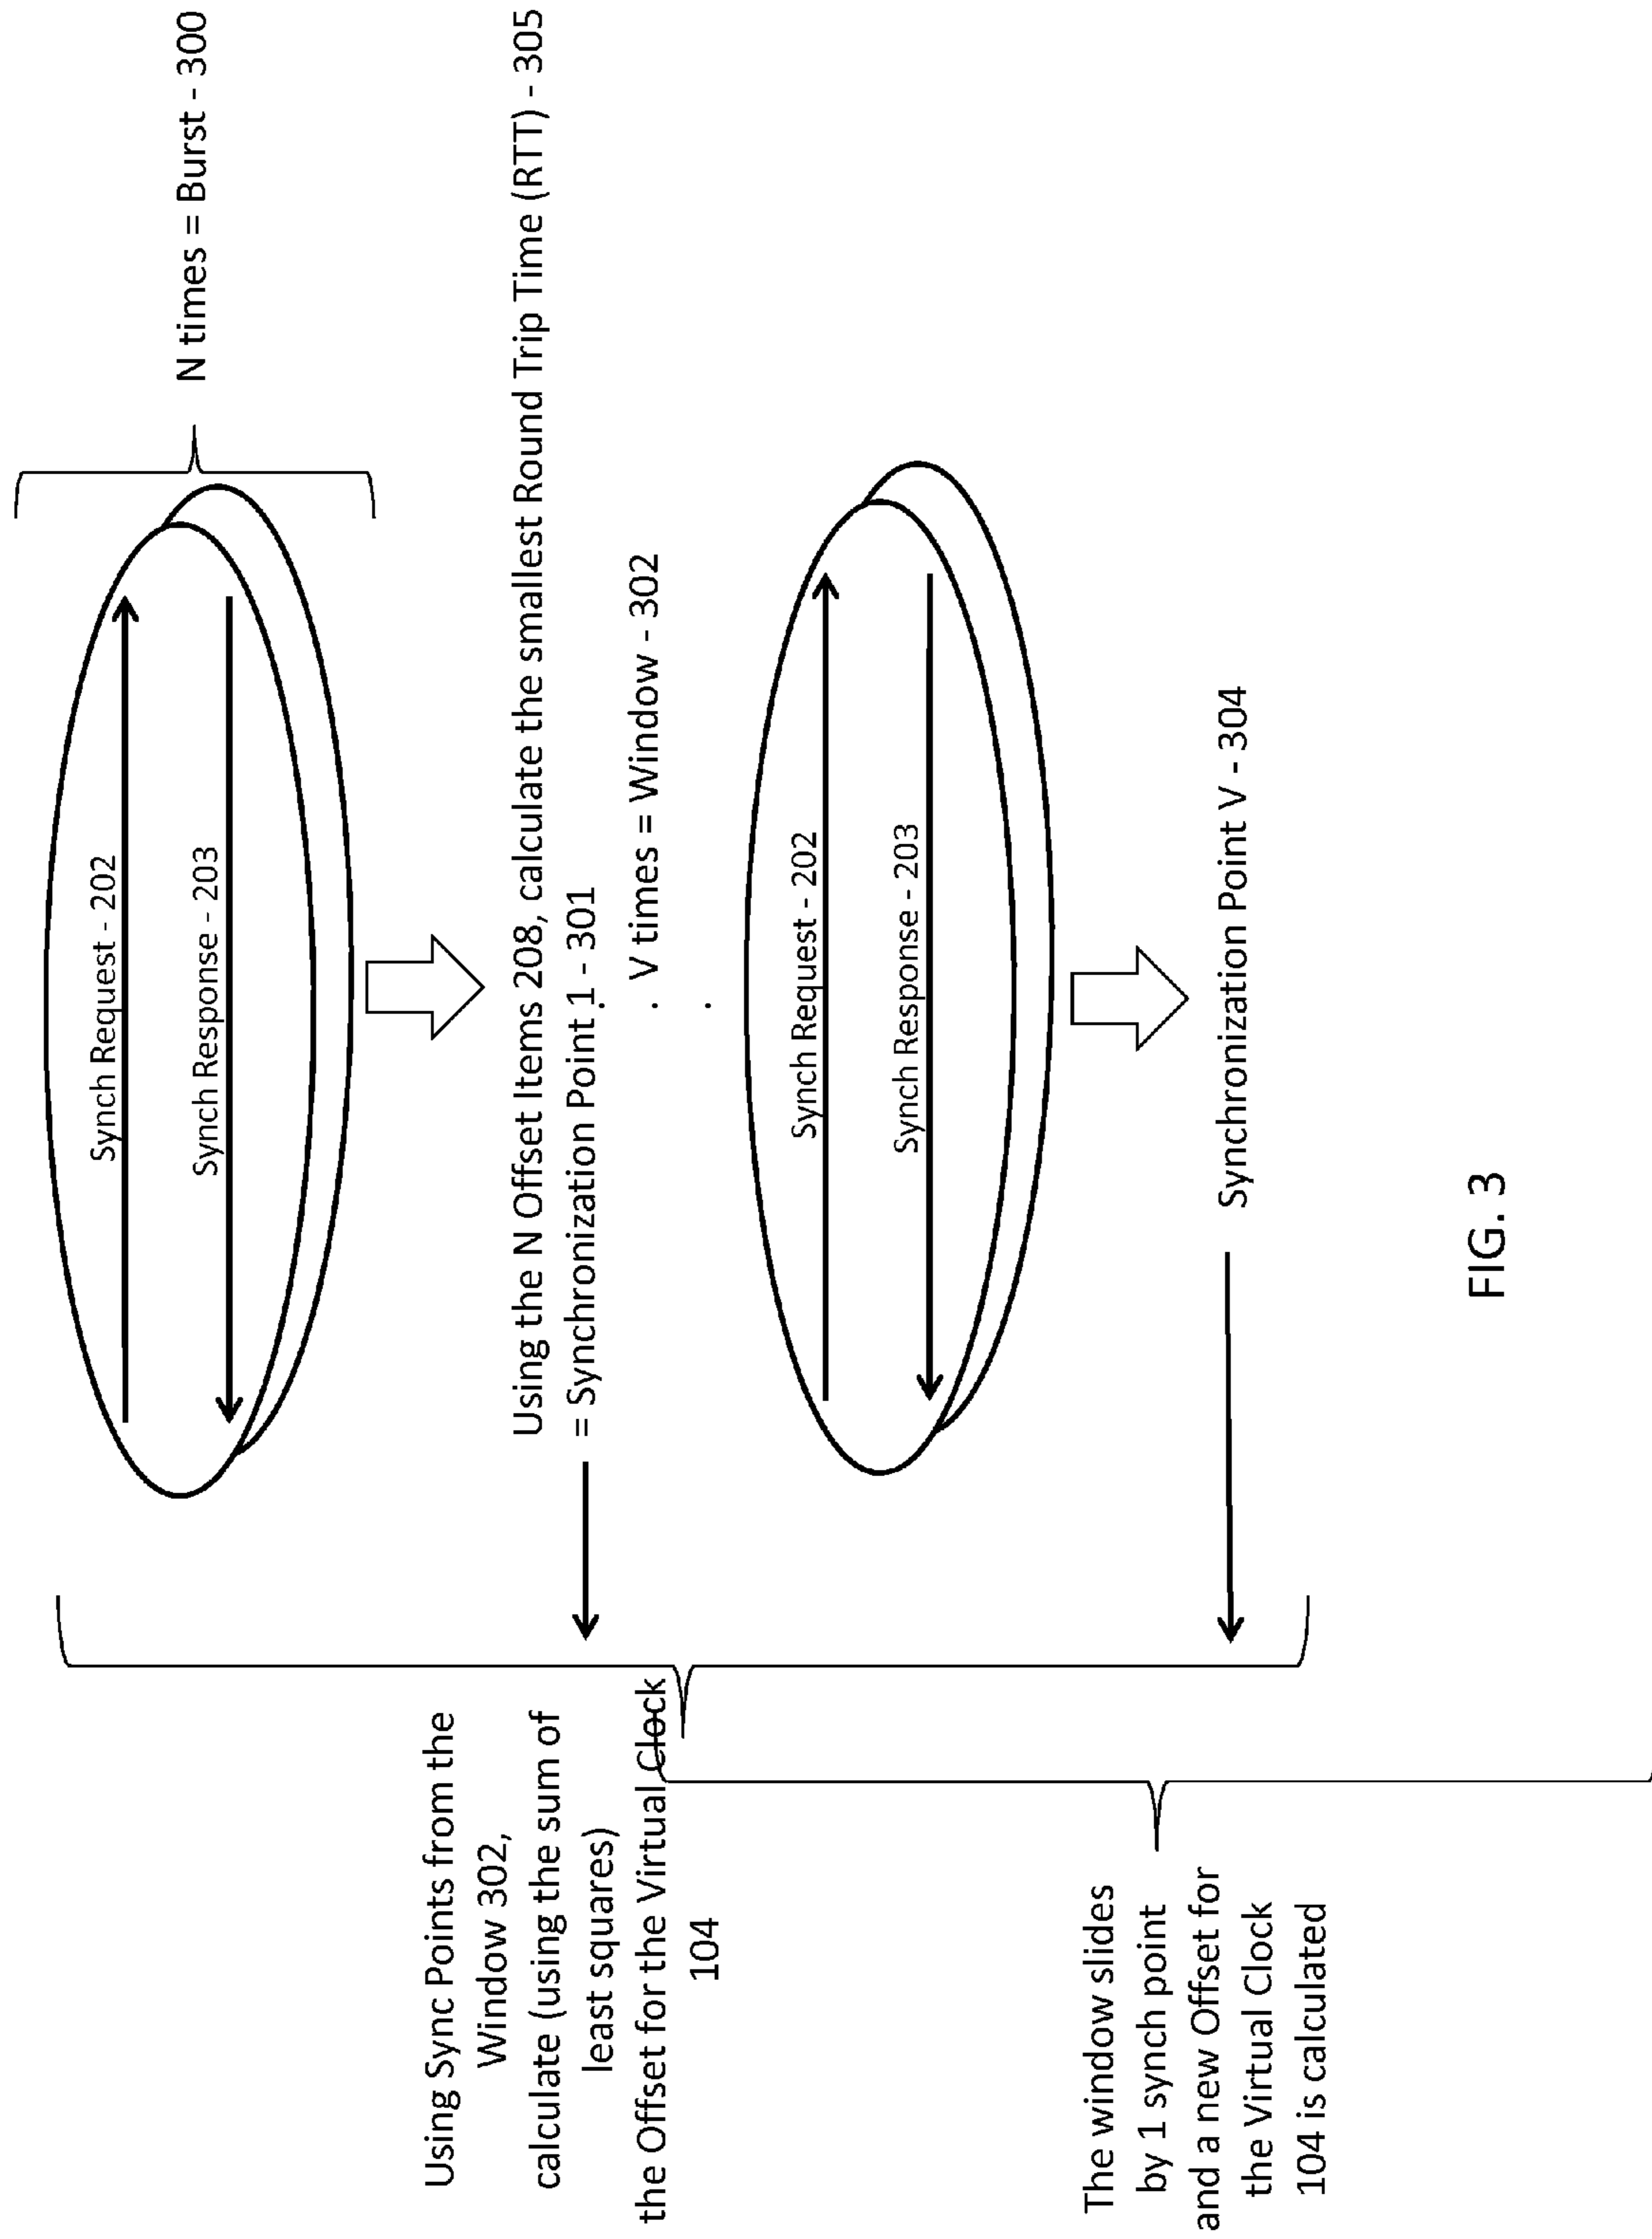 Synch Request - 202
Synch Response - 203
N times = Burst - 300
Using the N Offset Items 208, calculate the smallest Round Trip Time (RTT) - 305
= Synchronization Point 1 - 301
.
. V times = Window - 302
.
Synch Request - 202
Synch Response - 203
Synchronization Point V - 304
Using Sync Points from the
Window 302,
calculate (using the sum of
least squares)
the Offset for the Virtual Clock
104
The window slides
by 1 synch point
and a new Offset for
the Virtual Clock
104 is calculated
FIG. 3